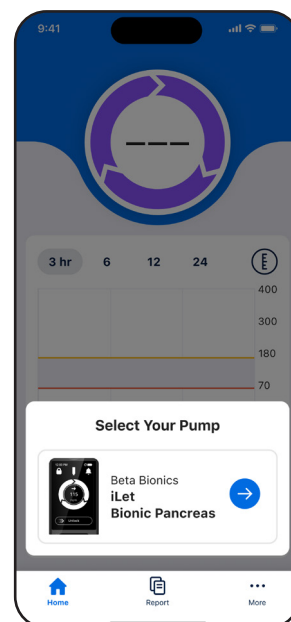 9:41
– – –
3 hr 6 12 24
400
300
180
70
Select Your Pump
115
Beta Bionics
iLet
Bionic Pancreas
Home Report More